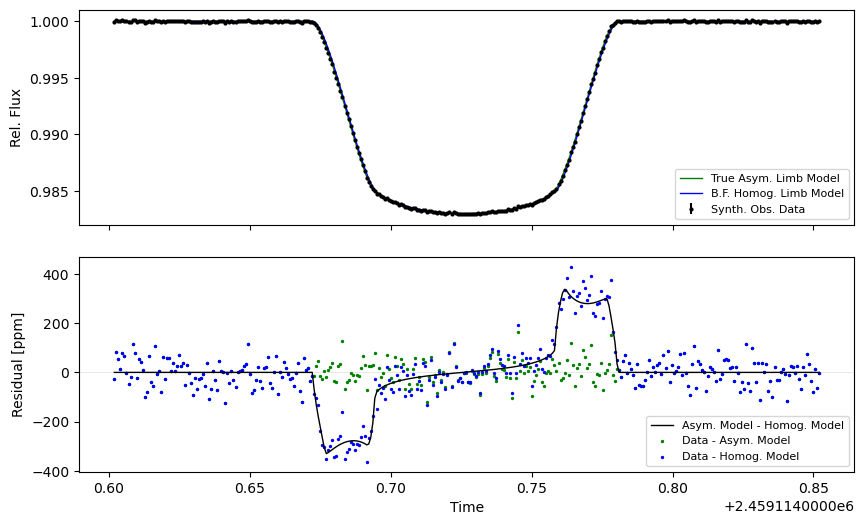 1.000
0.995
0.990
0.985
Rel. Flux
True Asym. Limb Model
B.F. Homog. Limb Model
Synth. Obs. Data
400
200
0
−200
−400
Residual [ppm]
Asym. Model - Homog. Model
Data - Asym. Model
Data - Homog. Model
0.60 0.65 0.70 0.75 0.80 0.85
Time
+2.4591140000e6